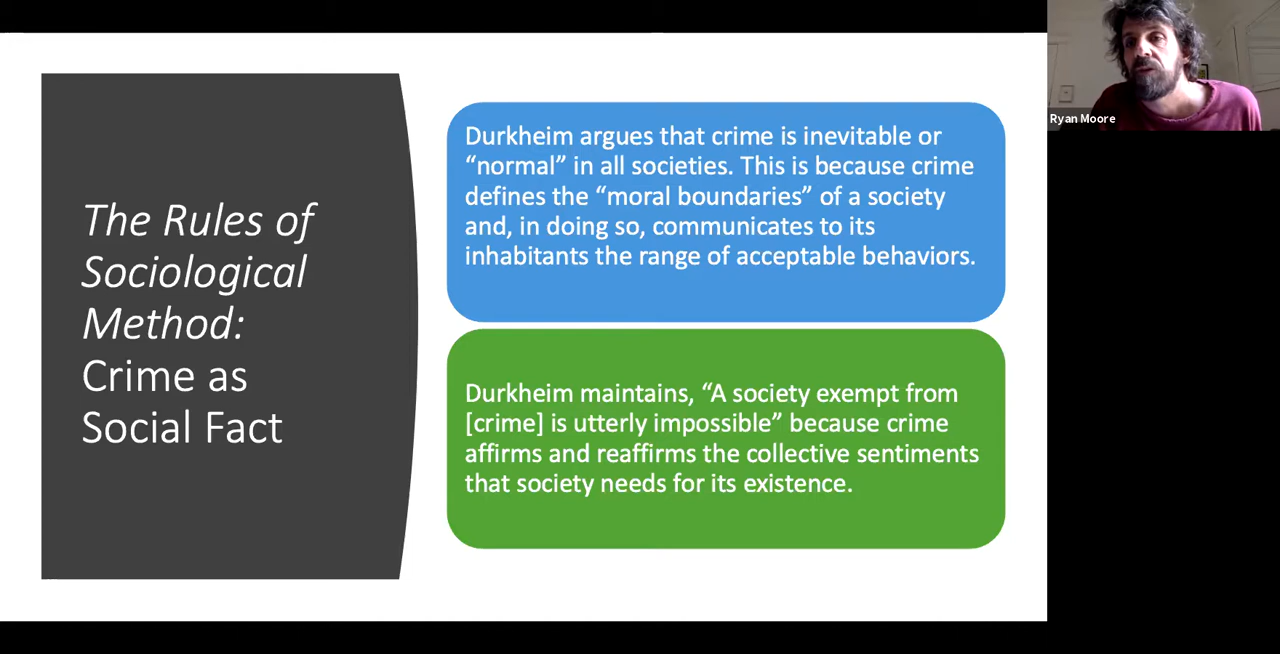 The Rules of
Sociological
Method:
Crime as
Social Fact
Durkheim argues that crime is inevitable or
“normal” in all societies. This is because crime
defines the “moral boundaries” of a society
and, in doing so, communicates to its
inhabitants the range of acceptable behaviors.
Durkheim maintains, “A society exempt from
[crime] is utterly impossible” because crime
affirms and reaffirms the collective sentiments
that society needs for its existence.
Ryan Moore